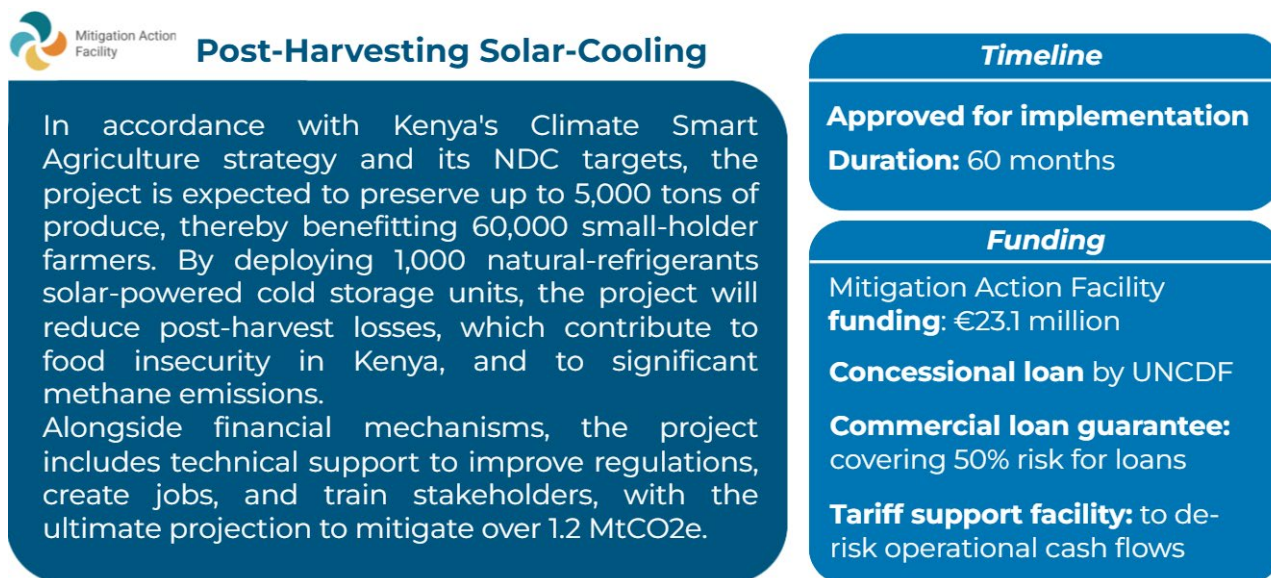 Mitigation Action
Facility
Post-Harvesting Solar-Cooling
In accordance with Kenya's Climate Smart
Agriculture strategy and its NDC targets, the
project is expected to preserve up to 5,000 tons of
produce, thereby benefitting 60,000 small-holder
farmers. By deploying 1,000 natural-refrigerants
solar-powered cold storage units, the project will
reduce post-harvest losses, which contribute to
food insecurity in Kenya, and to significant
methane emissions.
Alongside financial mechanisms, the project
includes technical support to improve regulations,
create jobs, and train stakeholders, with the
ultimate projection to mitigate over 1.2 MtCO2e.
Timeline
Approved for implementation
Duration: 60 months
Funding
Mitigation Action Facility
funding: €23.1 million
Concessional loan by UNCDF
Commercial loan guarantee:
covering 50% risk for loans
Tariff support facility: to de-
risk operational cash flows